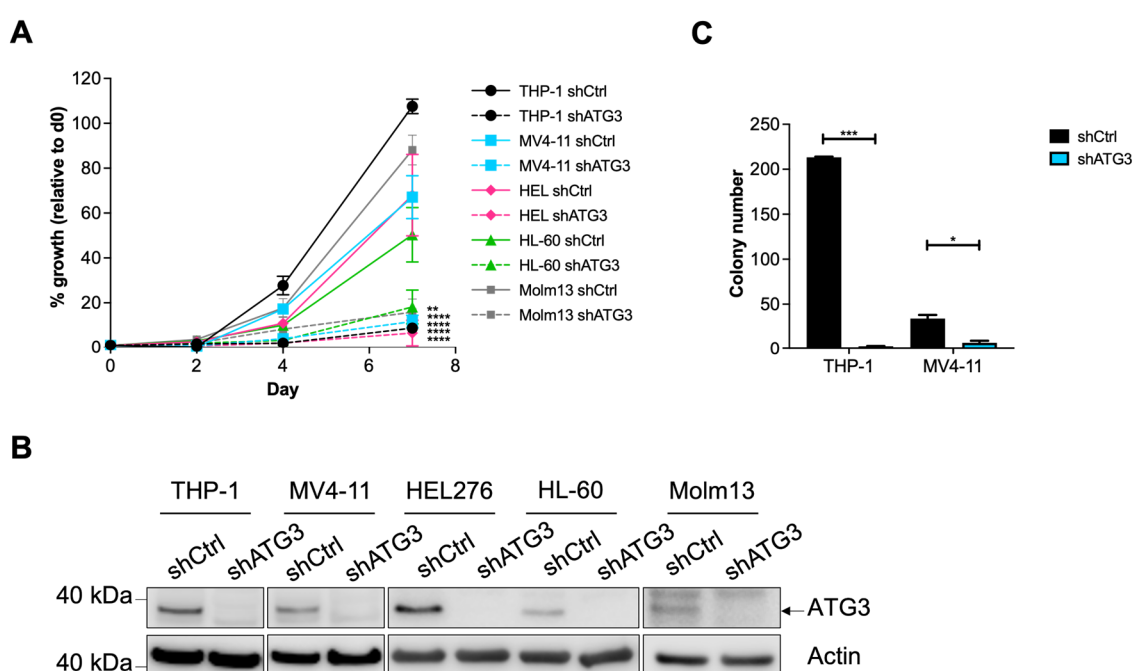 A
% growth (relative to d0)
120
100
80
60
40
20
0
0 2 4 6 8
Day
**
****
****
****
****
THP-1 shCtrl
THP-1 shATG3
MV4-11 shCtrl
MV4-11 shATG3
HEL shCtrl
HEL shATG3
HL-60 shCtrl
HL-60 shATG3
Molm13 shCtrl
Molm13 shATG3
C
Colony number
250
200
150
100
50
0
***
*
THP-1 MV4-11
shCtrl
shATG3
B
THP-1 MV4-11 HEL276 HL-60 Molm13
shCtrl shATG3 shCtrl shATG3 shCtrl shATG3 shCtrl shATG3 shCtrl shATG3
40 kDa ATG3
40 kDa Actin